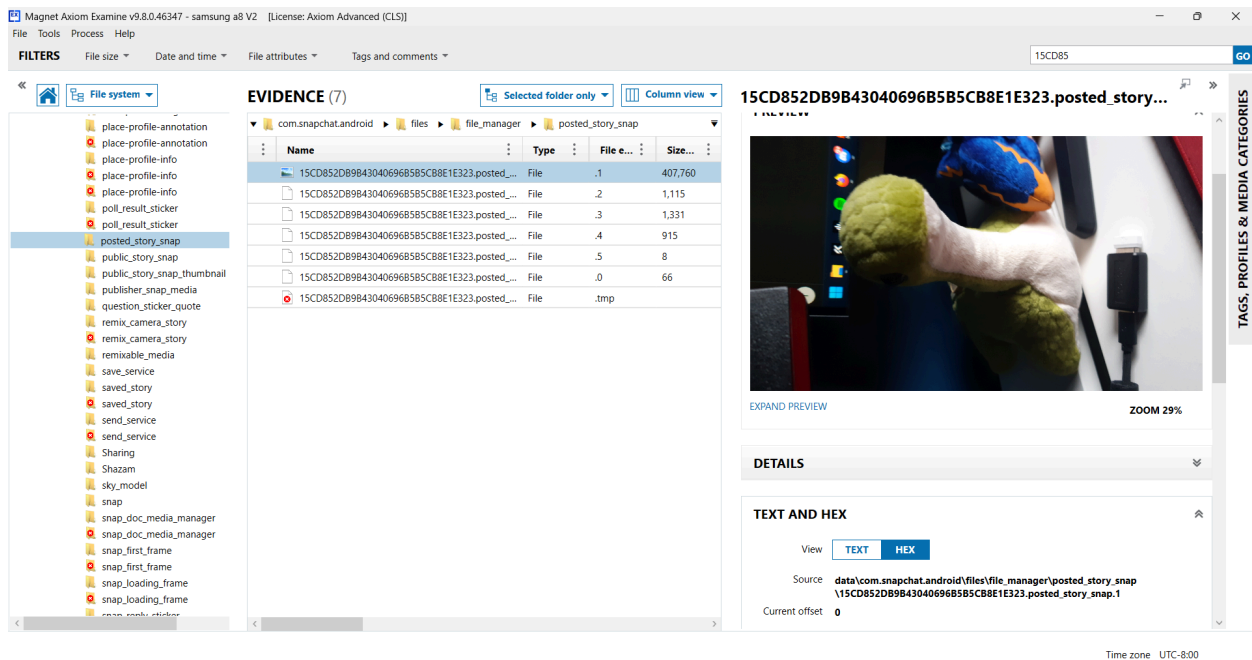 Magnet Axiom Examine v9.8.0.46347 - samsung a8 V2 [License: Axiom Advanced (CLS)]
File Tools Process Help
FILTERS File size Date and time File attributes Tags and comments 15CD85 GO
File system
place-profile-annotation
place-profile-annotation
place-profile-info
place-profile-info
place-profile-info
poll_result_sticker
poll_result_sticker
posted_story_snap
public_story_snap
public_story_snap_thumbnail
publisher_snap_media
question_sticker_quote
remix_camera_story
remix_camera_story
remixable_media
save_service
saved_story
saved_story
send_service
send_service
Sharing
Shazam
sky_model
snap
snap_doc_media_manager
snap_doc_media_manager
snap_first_frame
snap_first_frame
snap_loading_frame
snap_loading_frame
snap_reply_sticker
EVIDENCE (7) Selected folder only Column view
com.snapchat.android files file_manager posted_story_snap
Name Type File e... Size...
15CD852DB9B43040696B5B5CB8E1E323.posted_... File .1 407,760
15CD852DB9B43040696B5B5CB8E1E323.posted_... File .2 1,115
15CD852DB9B43040696B5B5CB8E1E323.posted_... File .3 1,331
15CD852DB9B43040696B5B5CB8E1E323.posted_... File .4 915
15CD852DB9B43040696B5B5CB8E1E323.posted_... File .5 8
15CD852DB9B43040696B5B5CB8E1E323.posted_... File .0 66
15CD852DB9B43040696B5B5CB8E1E323.posted_... File .tmp
15CD852DB9B43040696B5B5CB8E1E323.posted_story...
PREVIEW
EXPAND PREVIEW ZOOM 29%
DETAILS
TEXT AND HEX
View TEXT HEX
Source data\com.snapchat.android\files\file_manager\posted_story_snap
\15CD852DB9B43040696B5B5CB8E1E323.posted_story_snap.1
Current offset 0
TAGS, PROFILES & MEDIA CATEGORIES
Time zone UTC-8:00